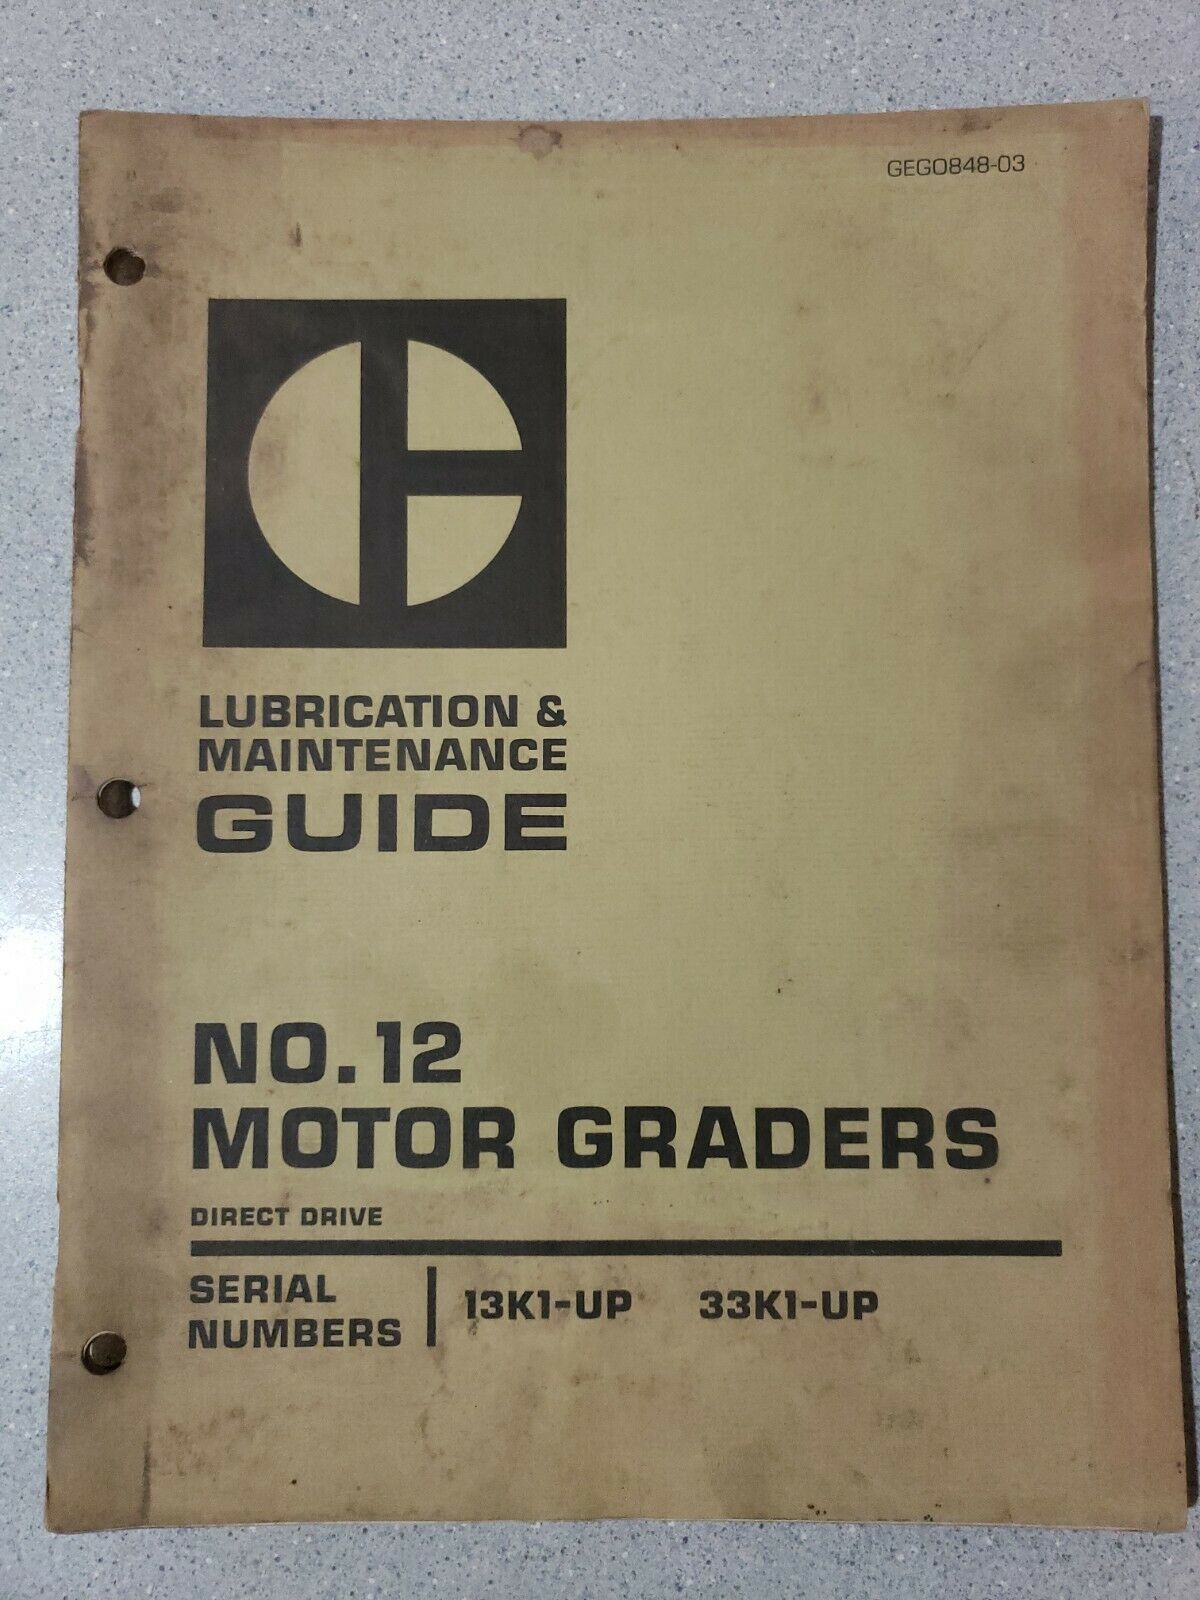 GEG0848-03
LUBRICATION &
MAINTENANCE
GUIDE
NO. 12
MOTOR GRADERS
DIRECT DRIVE
SERIAL
NUMBERS
13K1-UP 33K1-UP